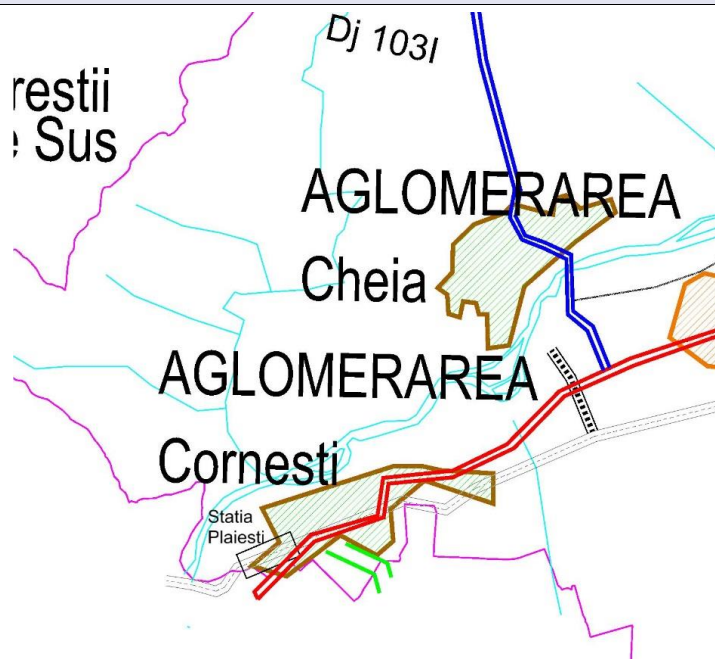 Dj 103I
restii
Sus
AGLOMERAREA
Cheia
AGLOMERAREA
Cornesti
Statia
Plaiesti